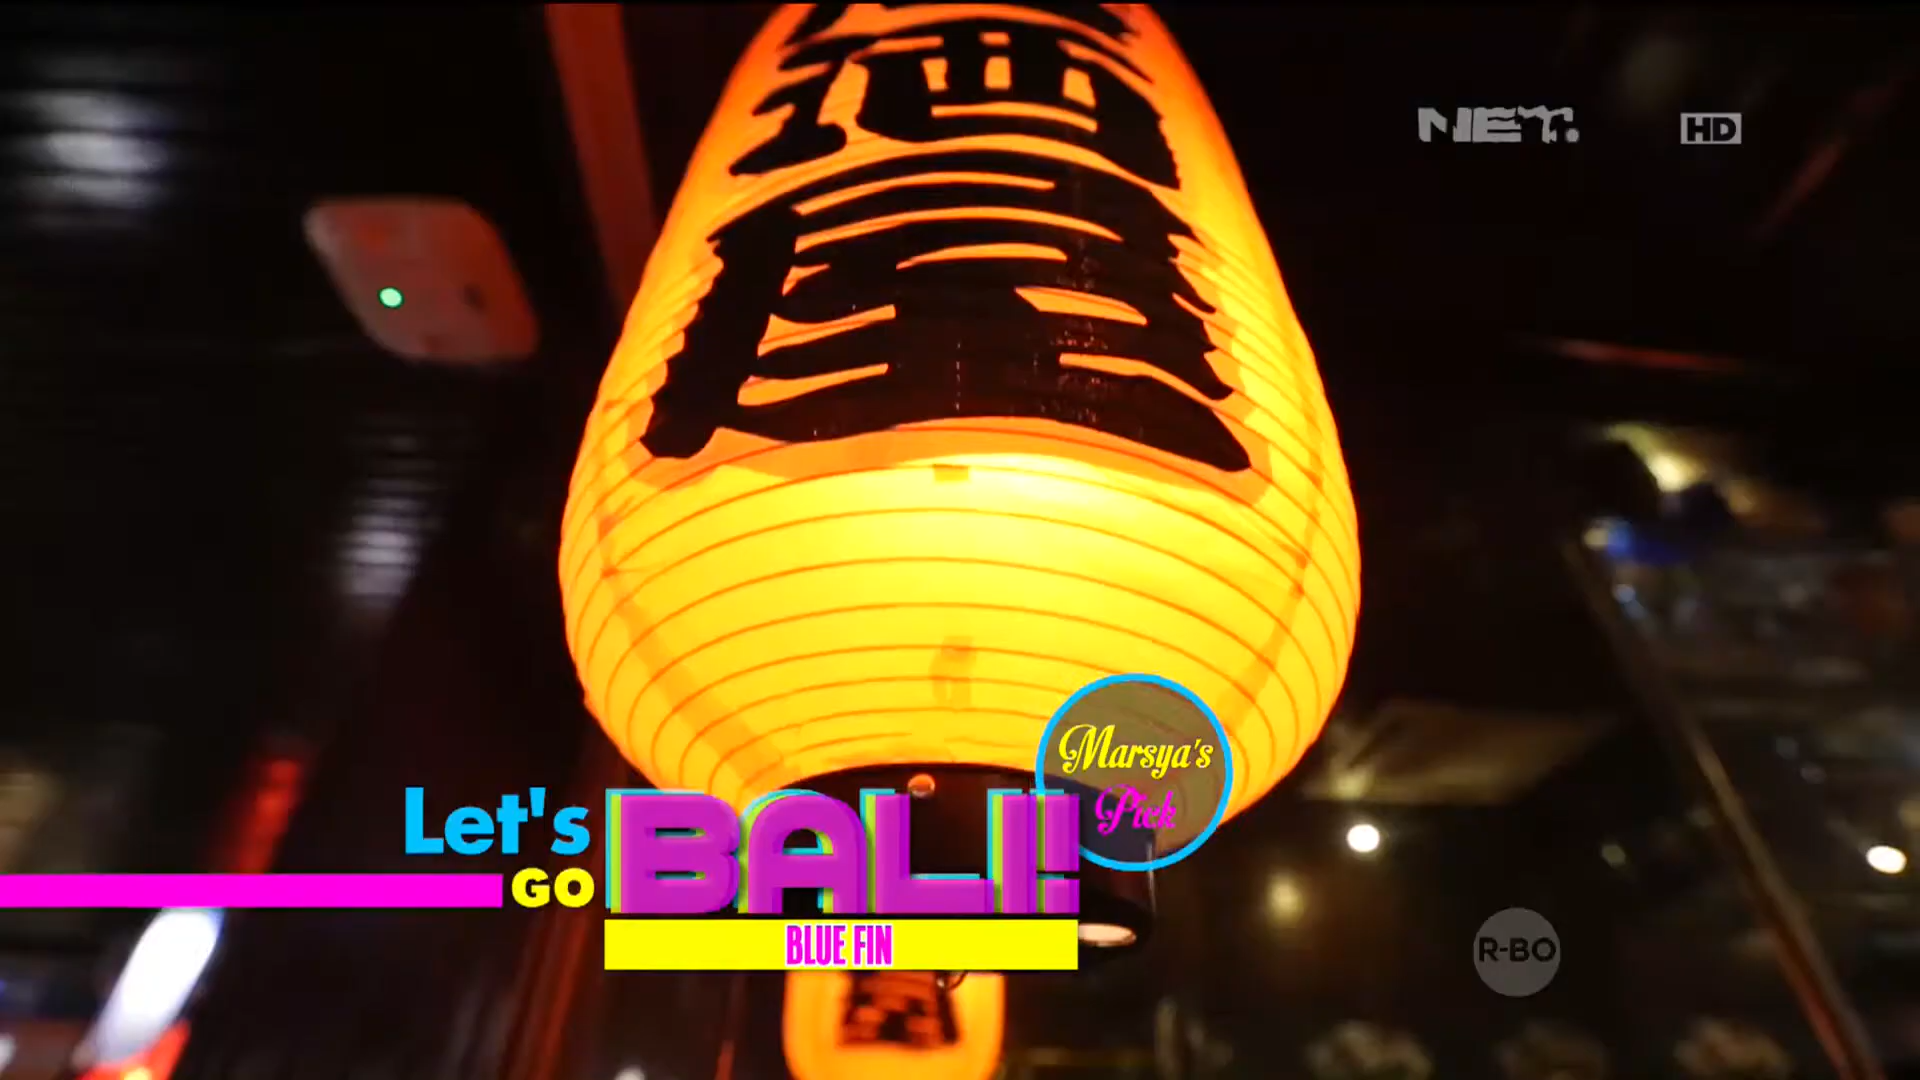 酒
屋
NET.
HD
Marsya's
Pick
Let's
GO
BALI!
BLUE FIN
R-BO